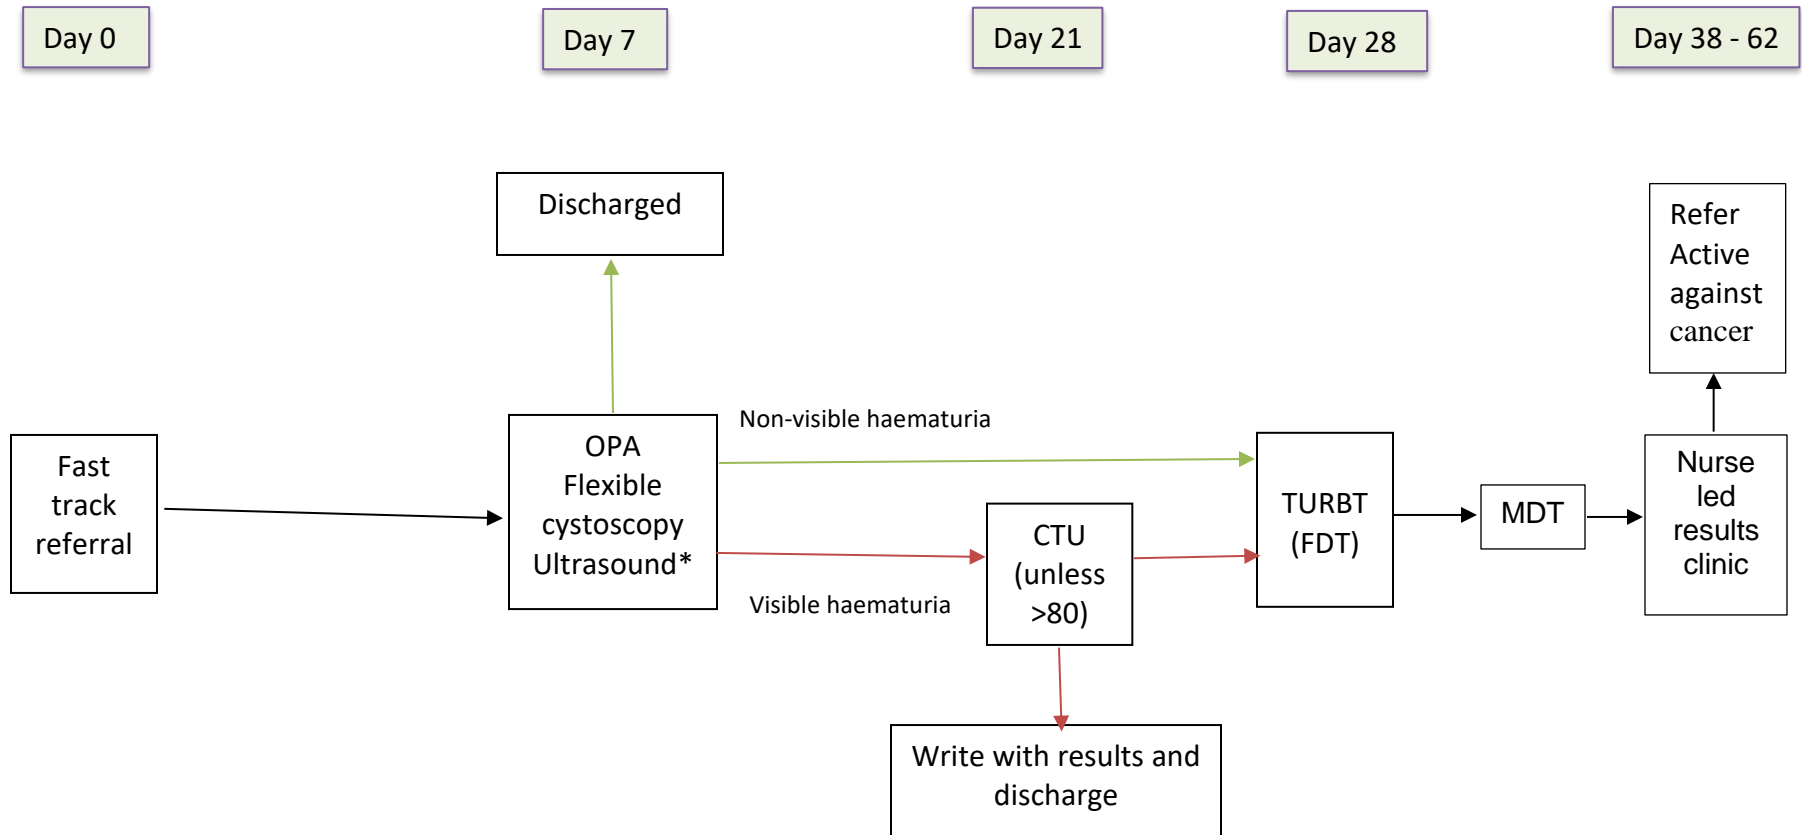 Day 0
Day 7
Day 21
Day 28
Day 38 - 62
Discharged
Refer
Active
against
cancer
Fast
track
referral
OPA
Flexible
cystoscopy
Ultrasound*
Non-visible haematuria
Visible haematuria
CTU
(unless
>80)
TURBT
(FDT)
MDT
Nurse
led
results
clinic
Write with results and
discharge